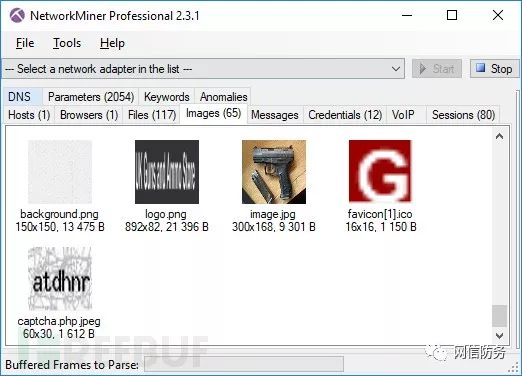 NetworkMiner Professional 2.3.1
File Tools Help
--- Select a network adapter in the list ---
Start
Stop
DNS Parameters (2054) Keywords Anomalies
Hosts (1) Browsers (1) Files (117) Images (65) Messages Credentials (12) VoIP Sessions (80)
UK Guns and Ammo Store
G
background.png
150x150, 13 475 B
logo.png
892x82, 21 396 B
image.jpg
300x168, 9 301 B
favicon[1].ico
16x16, 1 150 B
atdhnr
captcha.php.jpeg
60x30, 1 612 B
REEBUF
Buffered Frames to Parse:
网信防务